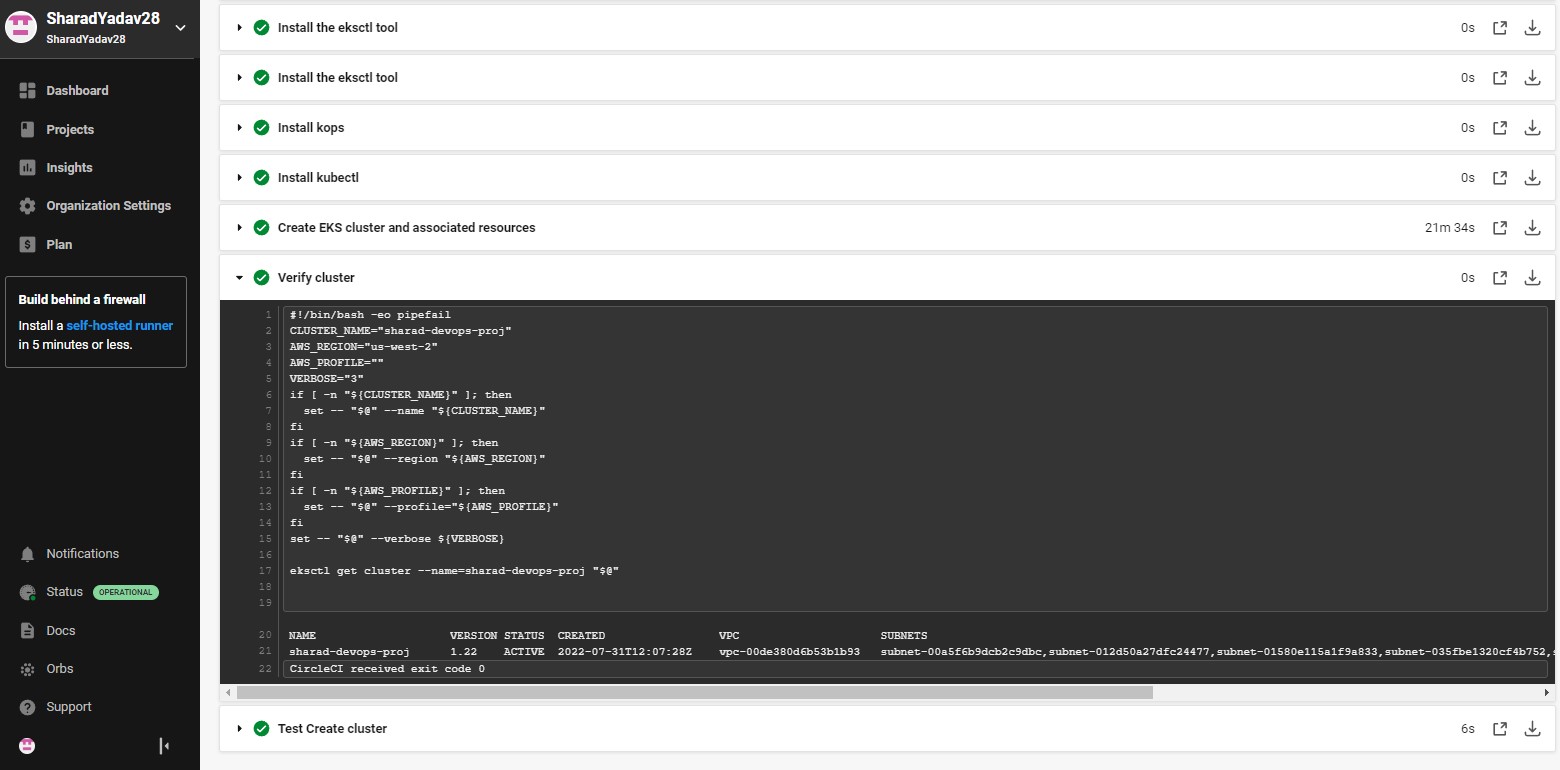 SharadYadav28
SharadYadav28
Dashboard
Projects
Insights
Organization Settings
Plan
Build behind a firewall
Install a self-hosted runner
in 5 minutes or less.
Notifications
Status OPERATIONAL
Docs
Orbs
Support
Install the eksctl tool 0s
Install the eksctl tool 0s
Install kops 0s
Install kubectl 0s
Create EKS cluster and associated resources 21m 34s
Verify cluster 0s
1 #!/bin/bash -eo pipefail
2 CLUSTER_NAME="sharad-devops-proj"
3 AWS_REGION="us-west-2"
4 AWS_PROFILE=""
5 VERBOSE="3"
6 if [ -n "${CLUSTER_NAME}" ]; then
7   set -- "$@" --name "${CLUSTER_NAME}"
8 fi
9 if [ -n "${AWS_REGION}" ]; then
10   set -- "$@" --region "${AWS_REGION}"
11 fi
12 if [ -n "${AWS_PROFILE}" ]; then
13   set -- "$@" --profile="${AWS_PROFILE}"
14 fi
15 set -- "$@" --verbose ${VERBOSE}
16
17 eksctl get cluster --name=sharad-devops-proj "$@"
18
19
20 NAME VERSION STATUS CREATED VPC SUBNETS
21 sharad-devops-proj 1.22 ACTIVE 2022-07-31T12:07:28Z vpc-00de380d6b53b1b93 subnet-00a5f6b9dcb2c9dbc,subnet-012d50a27dfc24477,subnet-01580e115a1f9a833,subnet-035fbe1320cf4b752,s
22 CircleCI received exit code 0
Test Create cluster 6s